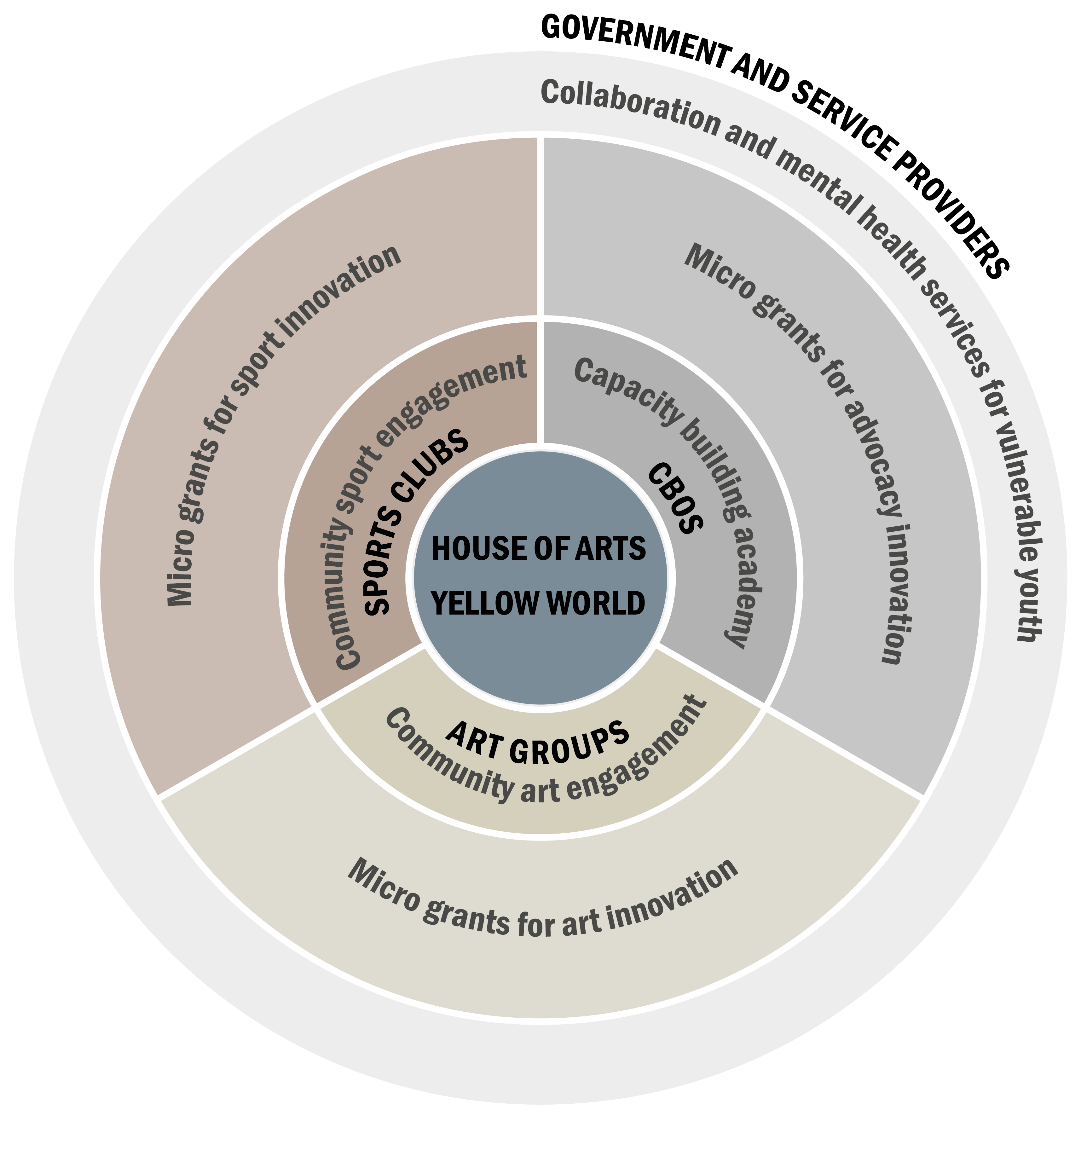 GOVERNMENT AND SERVICE PROVIDERS
Collaboration and mental health services for vulnerable youth
Micro grants for sport innovation
Community sport engagement
SPORTS CLUBS
Micro grants for advocacy innovation
Capacity building academy
CBOS
HOUSE OF ARTS
YELLOW WORLD
ART GROUPS
Community art engagement
Micro grants for art innovation